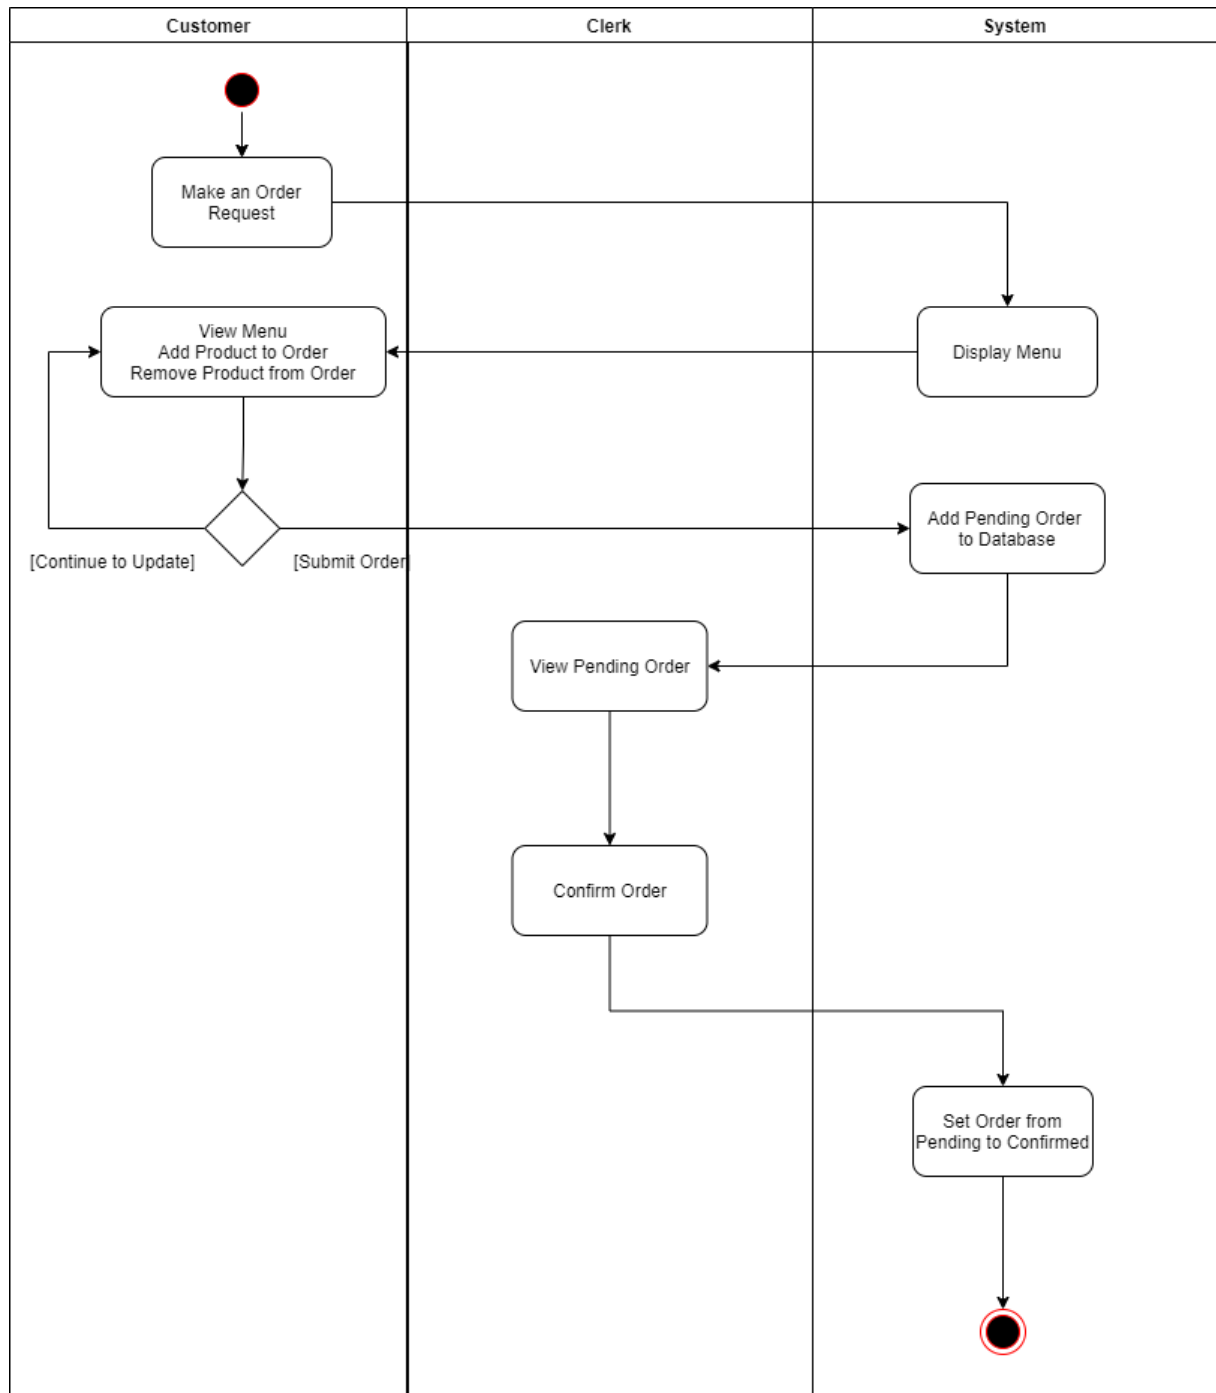 Customer
Clerk
System
Make an Order
Request
View Menu
Add Product to Order
Remove Product from Order
Display Menu
[Continue to Update]
[Submit Order]
Add Pending Order
to Database
View Pending Order
Confirm Order
Set Order from
Pending to Confirmed